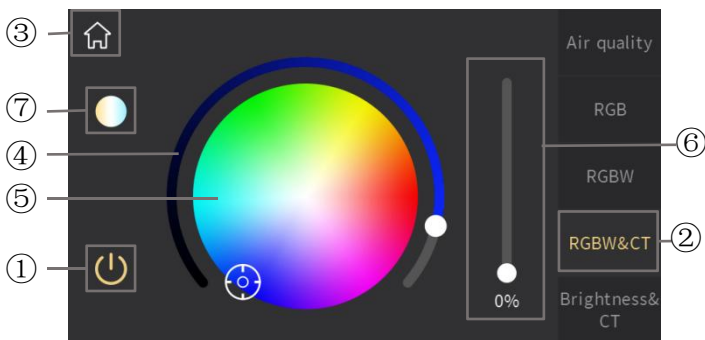 ③
Air quality
⑦
RGB
④
⑥
RGBW
⑤
RGBW&CT
②
①
0%
Brightness&
CT